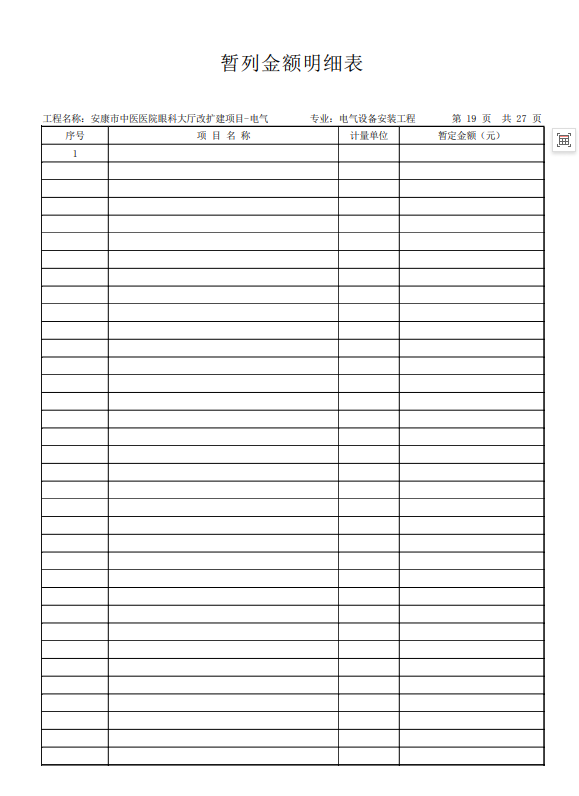 暂列金额明细表
工程名称：安康市中医医院眼科大厅改扩建项目-电气 专业：电气设备安装工程 第 19 页 共 27 页
序号 项 目 名 称 计量单位 暂定金额（元）
1